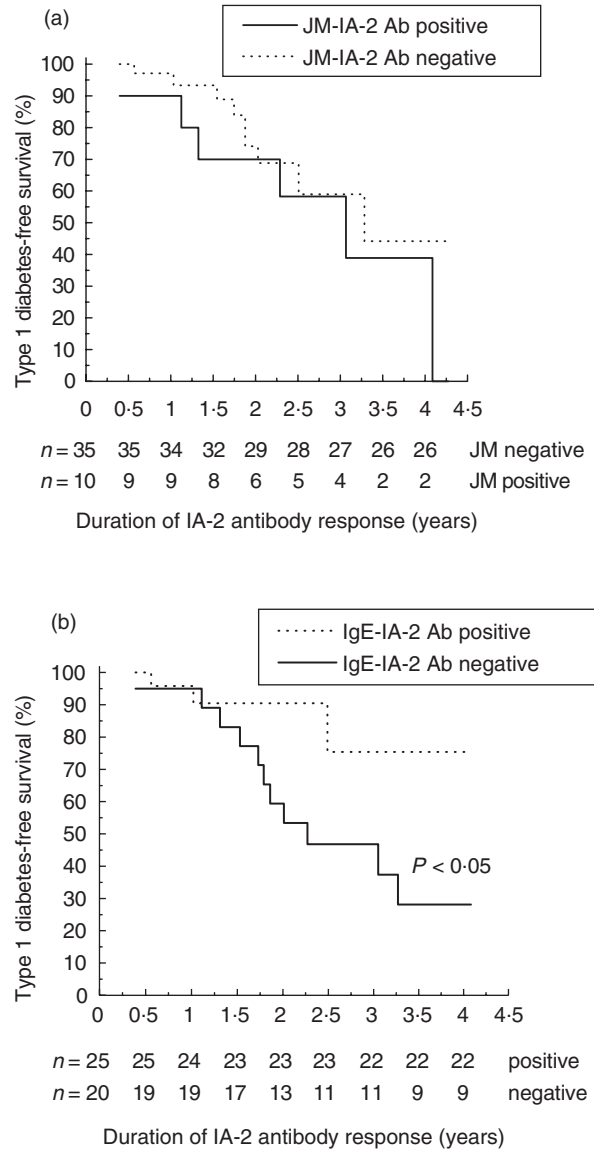 (a)
JM-IA-2 Ab positive
JM-IA-2 Ab negative
Type 1 diabetes-free survival (%)
100
90
80
70
60
50
40
30
20
10
0
0 0·5 1 1·5 2 2·5 3 3·5 4 4·5
n = 35 35 34 32 29 28 27 26 26 JM negative
n = 10 9 9 8 6 5 4 2 2 JM positive
Duration of IA-2 antibody response (years)
(b)
IgE-IA-2 Ab positive
IgE-IA-2 Ab negative
Type 1 diabetes-free survival (%)
100
90
80
70
60
50
40
30
20
10
0
P < 0·05
0 0·5 1 1·5 2 2·5 3 3·5 4 4·5
n = 25 25 24 23 23 23 22 22 22 positive
n = 20 19 19 17 13 11 11 9 9 negative
Duration of IA-2 antibody response (years)